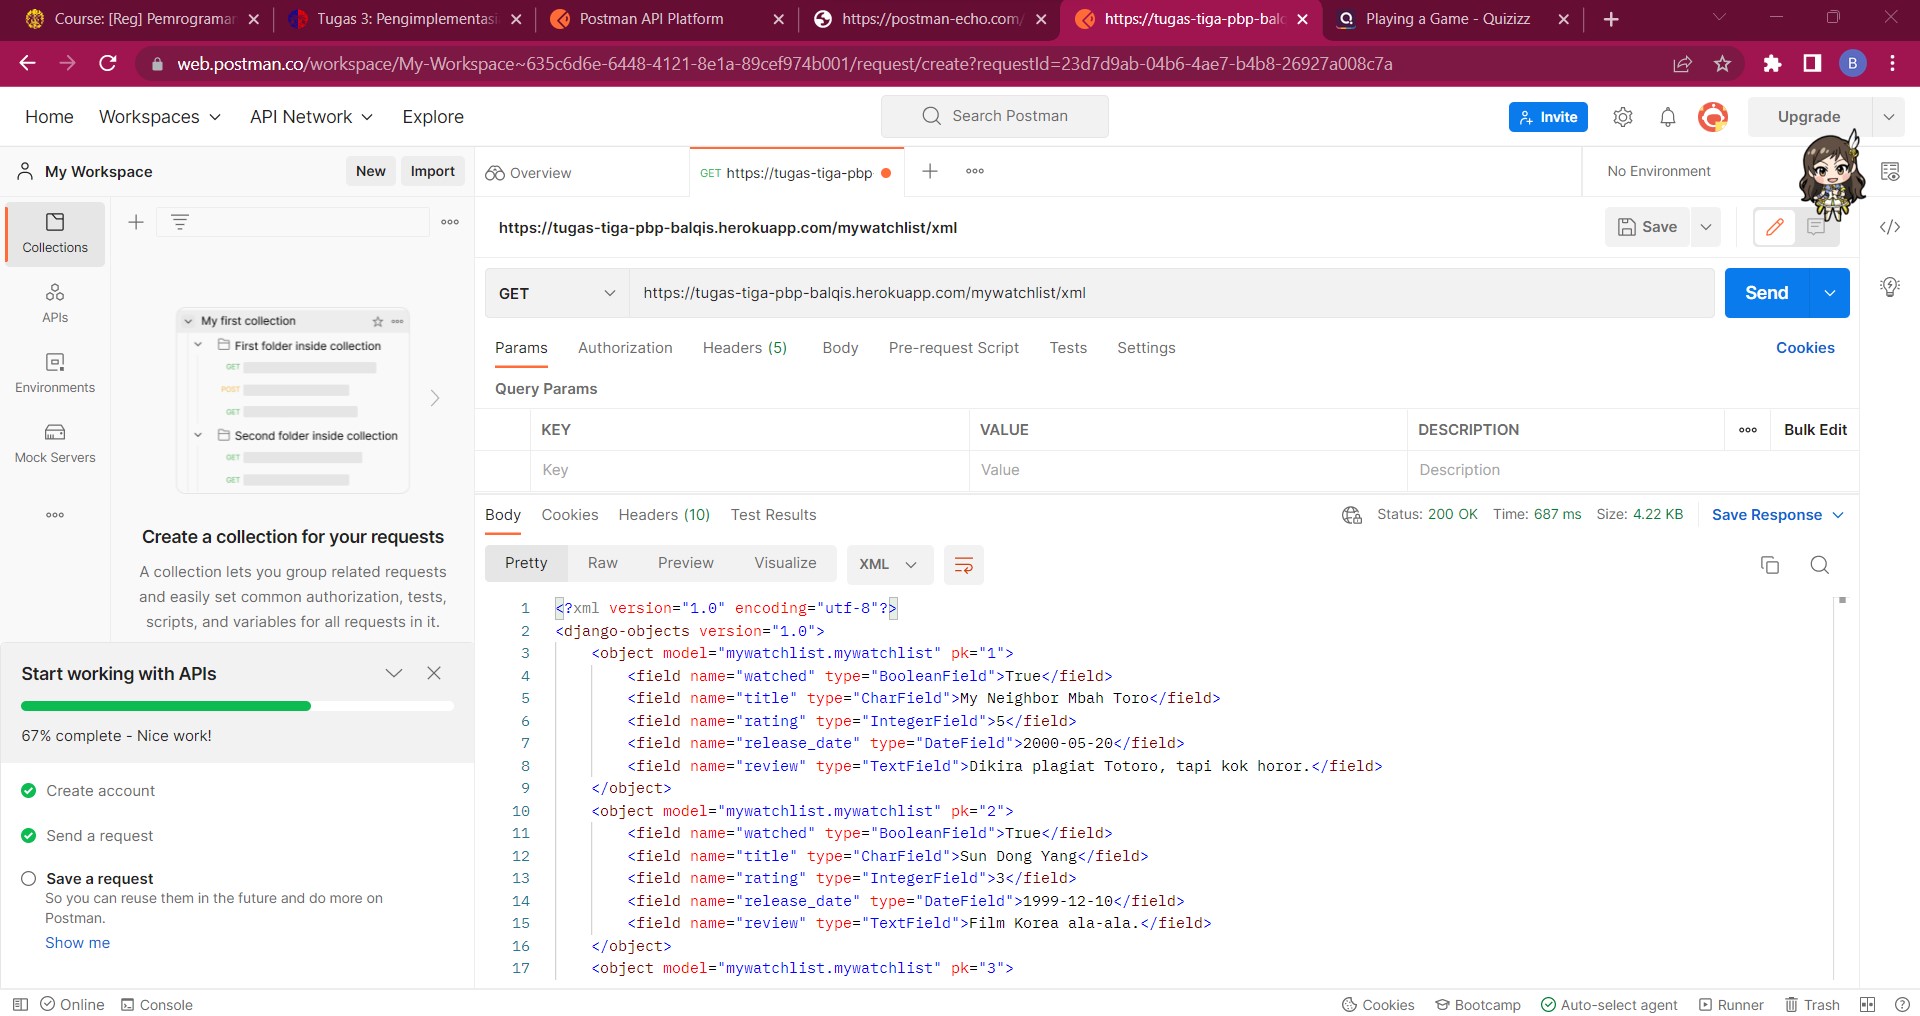 Course: [Reg] Pemrogramar
Tugas 3: Pengimplementasi
Postman API Platform
https://postman-echo.com/
https://tugas-tiga-pbp-balq
Playing a Game - Quizizz
web.postman.co/workspace/My-Workspace~635c6d6e-6448-4121-8e1a-89cef974b001/request/create?requestId=23d7d9ab-04b6-4ae7-b4b8-26927a008c7a
B
Home
Workspaces
API Network
Explore
Search Postman
Invite
Upgrade
My Workspace
New
Import
Overview
GET https://tugas-tiga-pbp
No Environment
Collections
APIs
Environments
Mock Servers
My first collection
First folder inside collection
GET
POST
GET
Second folder inside collection
GET
GET
Create a collection for your requests
A collection lets you group related requests
and easily set common authorization, tests,
scripts, and variables for all requests in it.
Start working with APIs
67% complete - Nice work!
Create account
Send a request
Save a request
So you can reuse them in the future and do more on
Postman.
Show me
https://tugas-tiga-pbp-balqis.herokuapp.com/mywatchlist/xml
Save
GET
https://tugas-tiga-pbp-balqis.herokuapp.com/mywatchlist/xml
Send
Params
Authorization
Headers (5)
Body
Pre-request Script
Tests
Settings
Cookies
Query Params
KEY
VALUE
DESCRIPTION
Bulk Edit
Key
Value
Description
Body
Cookies
Headers (10)
Test Results
Status: 200 OK
Time: 687 ms
Size: 4.22 KB
Save Response
Pretty
Raw
Preview
Visualize
XML
1 <?xml version="1.0" encoding="utf-8"?>
2 <django-objects version="1.0">
3 <object model="mywatchlist.mywatchlist" pk="1">
4 <field name="watched" type="BooleanField">True</field>
5 <field name="title" type="CharField">My Neighbor Mbah Toro</field>
6 <field name="rating" type="IntegerField">5</field>
7 <field name="release_date" type="DateField">2000-05-20</field>
8 <field name="review" type="TextField">Dikira plagiat Totoro, tapi kok horor.</field>
9 </object>
10 <object model="mywatchlist.mywatchlist" pk="2">
11 <field name="watched" type="BooleanField">True</field>
12 <field name="title" type="CharField">Sun Dong Yang</field>
13 <field name="rating" type="IntegerField">3</field>
14 <field name="release_date" type="DateField">1999-12-10</field>
15 <field name="review" type="TextField">Film Korea ala-ala.</field>
16 </object>
17 <object model="mywatchlist.mywatchlist" pk="3">
Online
Console
Cookies
Bootcamp
Auto-select agent
Runner
Trash